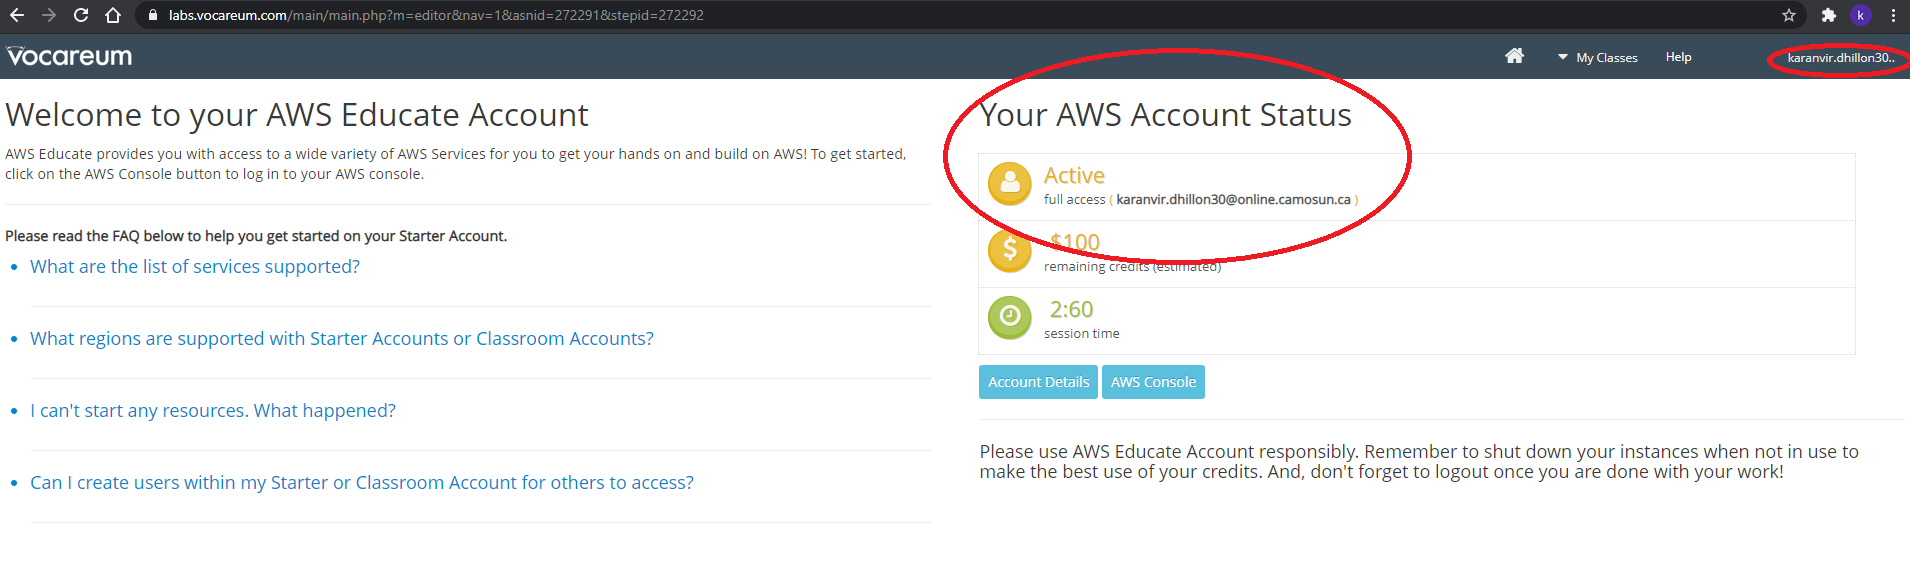 labs.vocareum.com/main/main.php?m=editor&nav=1&asnid=272291&stepid=272292
k
vocareum
My Classes
Help
karanvir.dhillon30..
Welcome to your AWS Educate Account
AWS Educate provides you with access to a wide variety of AWS Services for you to get your hands on and build on AWS! To get started,
click on the AWS Console button to log in to your AWS console.
Please read the FAQ below to help you get started on your Starter Account.
• What are the list of services supported?
• What regions are supported with Starter Accounts or Classroom Accounts?
• I can't start any resources. What happened?
• Can I create users within my Starter or Classroom Account for others to access?
Your AWS Account Status
Active
full access ( karanvir.dhillon30@online.camosun.ca )
$
$100
remaining credits (estimated)
2:60
session time
Account Details
AWS Console
Please use AWS Educate Account responsibly. Remember to shut down your instances when not in use to
make the best use of your credits. And, don't forget to logout once you are done with your work!